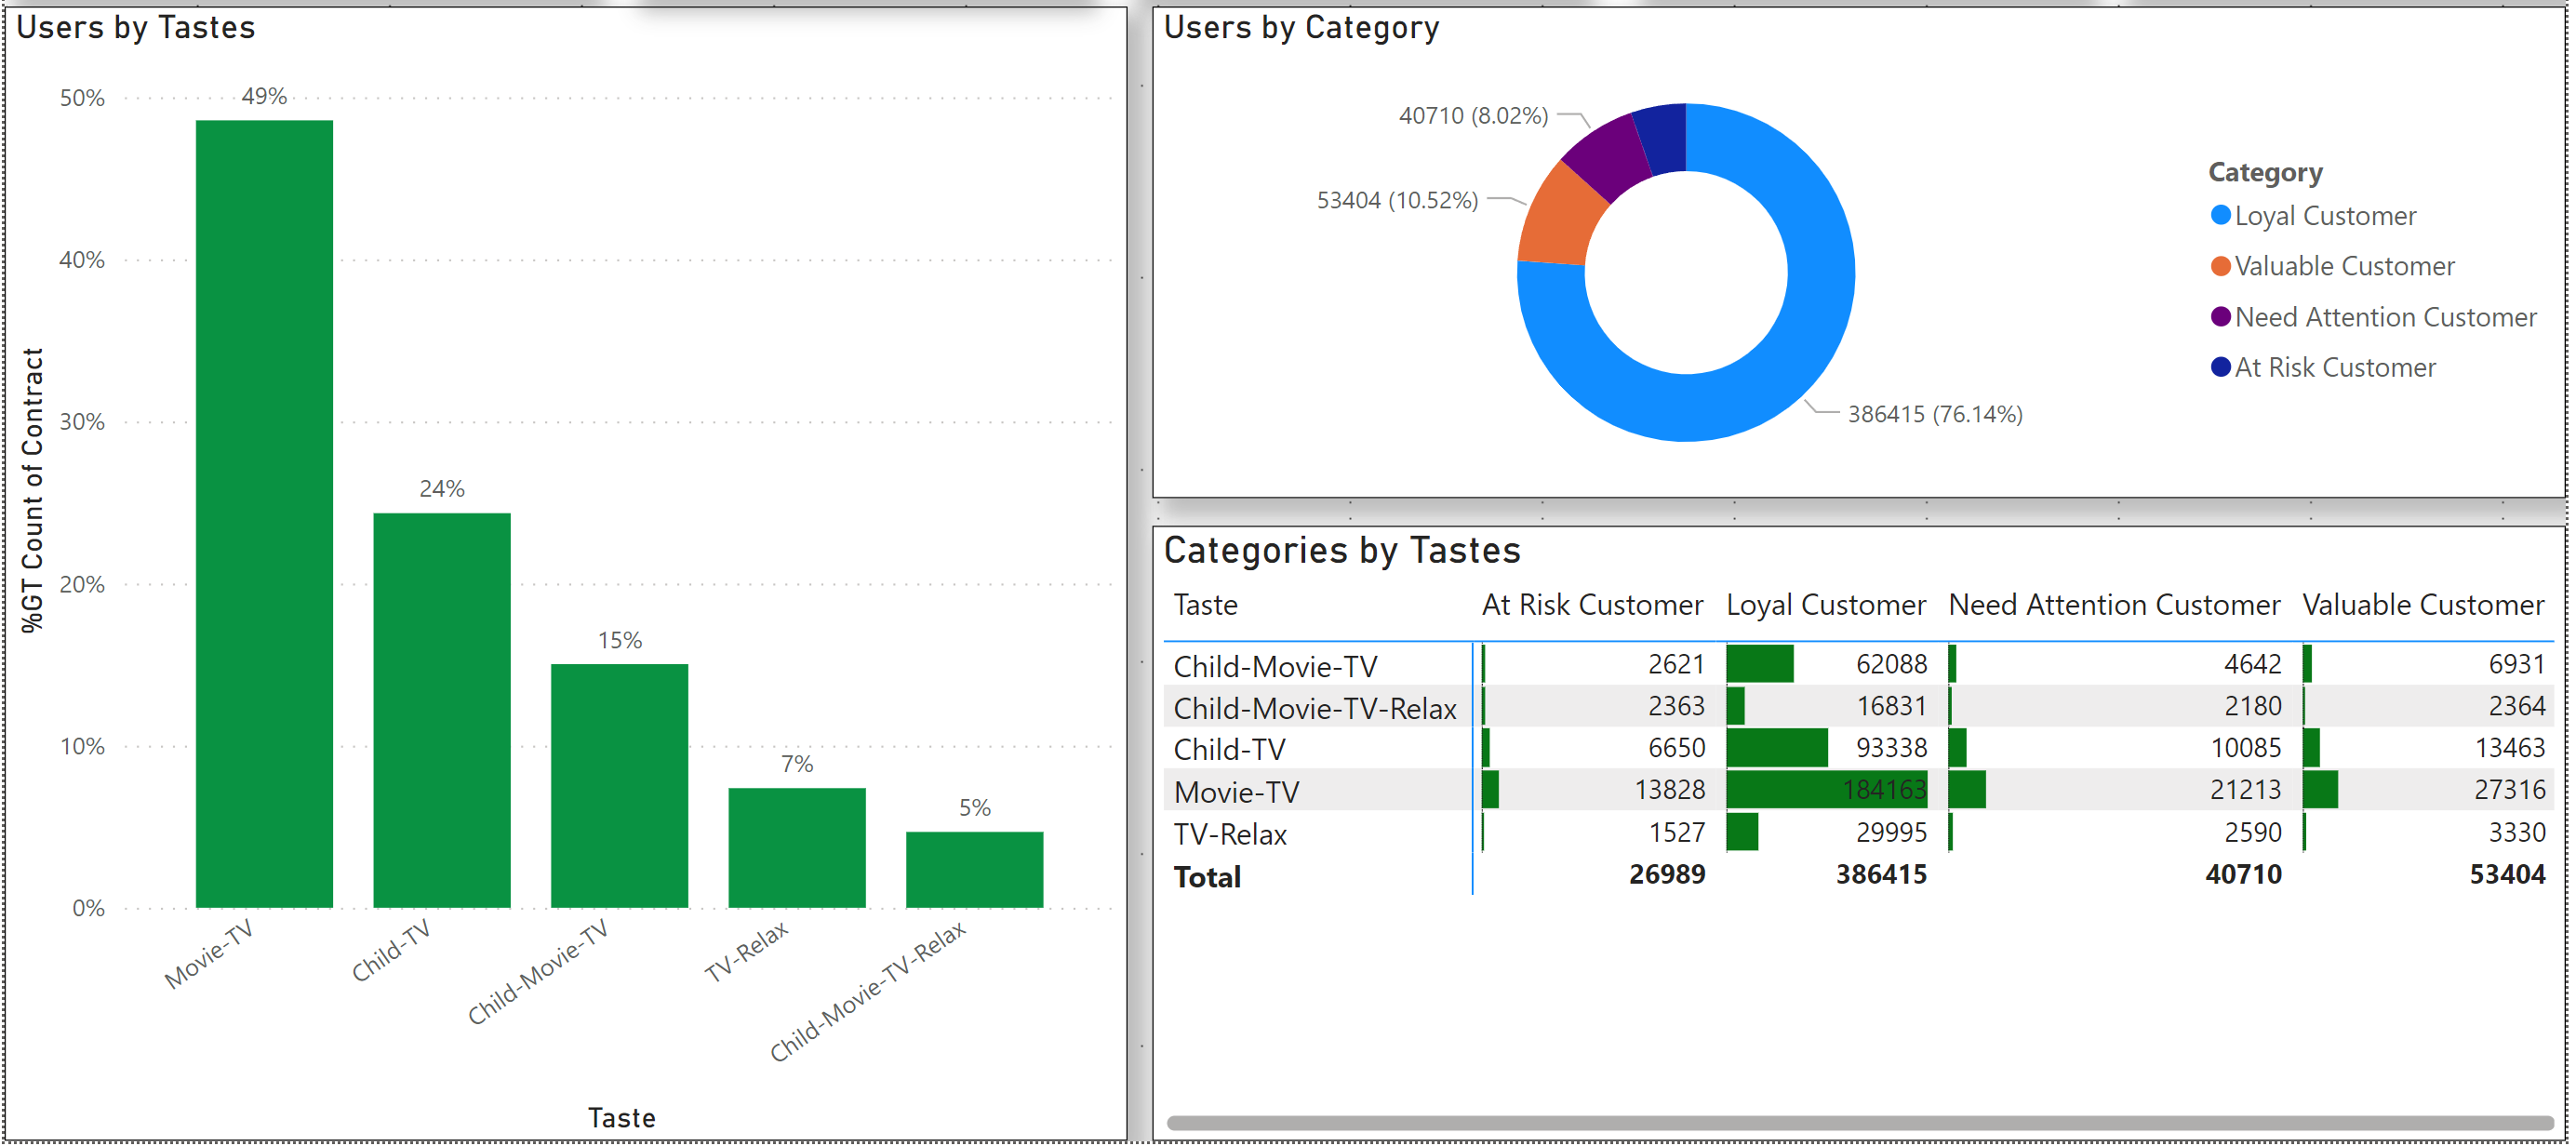 Users by Tastes
%GT Count of Contract
50%
40%
30%
20%
10%
0%
49%
24%
15%
7%
5%
Movie-TV
Child-TV
Child-Movie-TV
TV-Relax
Child-Movie-TV-Relax
Taste
Users by Category
40710 (8.02%)
53404 (10.52%)
386415 (76.14%)
Category
Loyal Customer
Valuable Customer
Need Attention Customer
At Risk Customer
Categories by Tastes
Taste At Risk Customer Loyal Customer Need Attention Customer Valuable Customer
Child-Movie-TV 2621 62088 4642 6931
Child-Movie-TV-Relax 2363 16831 2180 2364
Child-TV 6650 93338 10085 13463
Movie-TV 13828 184163 21213 27316
TV-Relax 1527 29995 2590 3330
Total 26989 386415 40710 53404